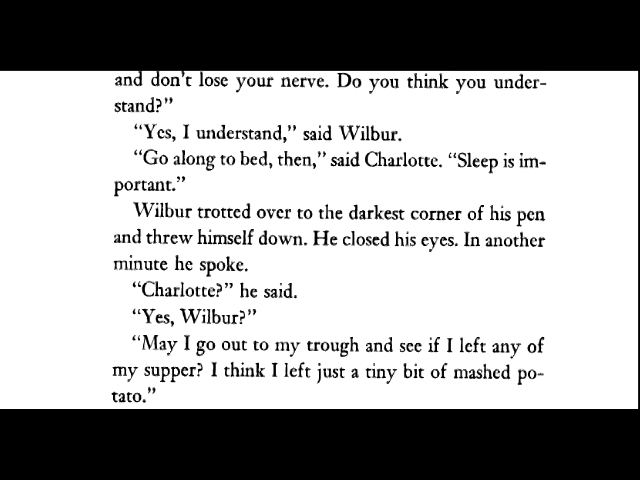 and don't lose your nerve. Do you think you under-
stand?"
"Yes, I understand," said Wilbur.
"Go along to bed, then," said Charlotte. "Sleep is im-
portant."
Wilbur trotted over to the darkest corner of his pen
and threw himself down. He closed his eyes. In another
minute he spoke.
"Charlotte?" he said.
"Yes, Wilbur?"
"May I go out to my trough and see if I left any of
my supper? I think I left just a tiny bit of mashed po-
tato."